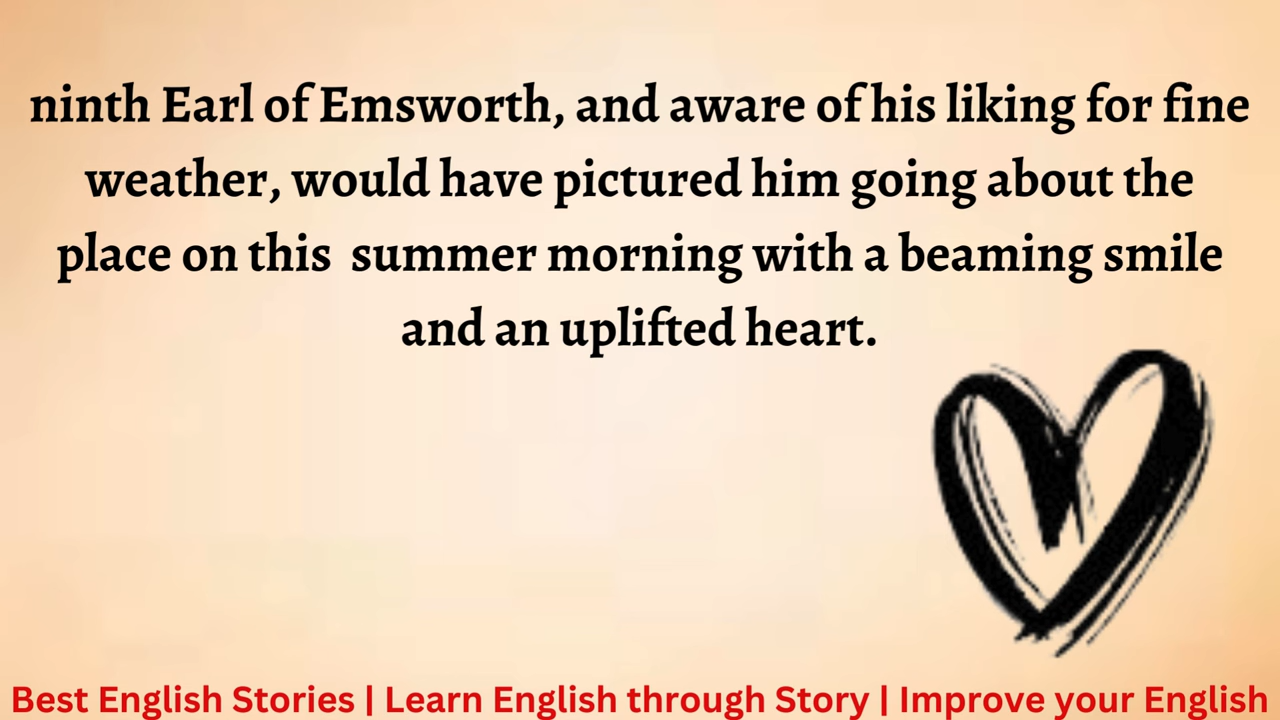 ninth Earl of Emsworth, and aware of his liking for fine
weather, would have pictured him going about the
place on this  summer morning with a beaming smile
and an uplifted heart.
Best English Stories | Learn English through Story | Improve your English